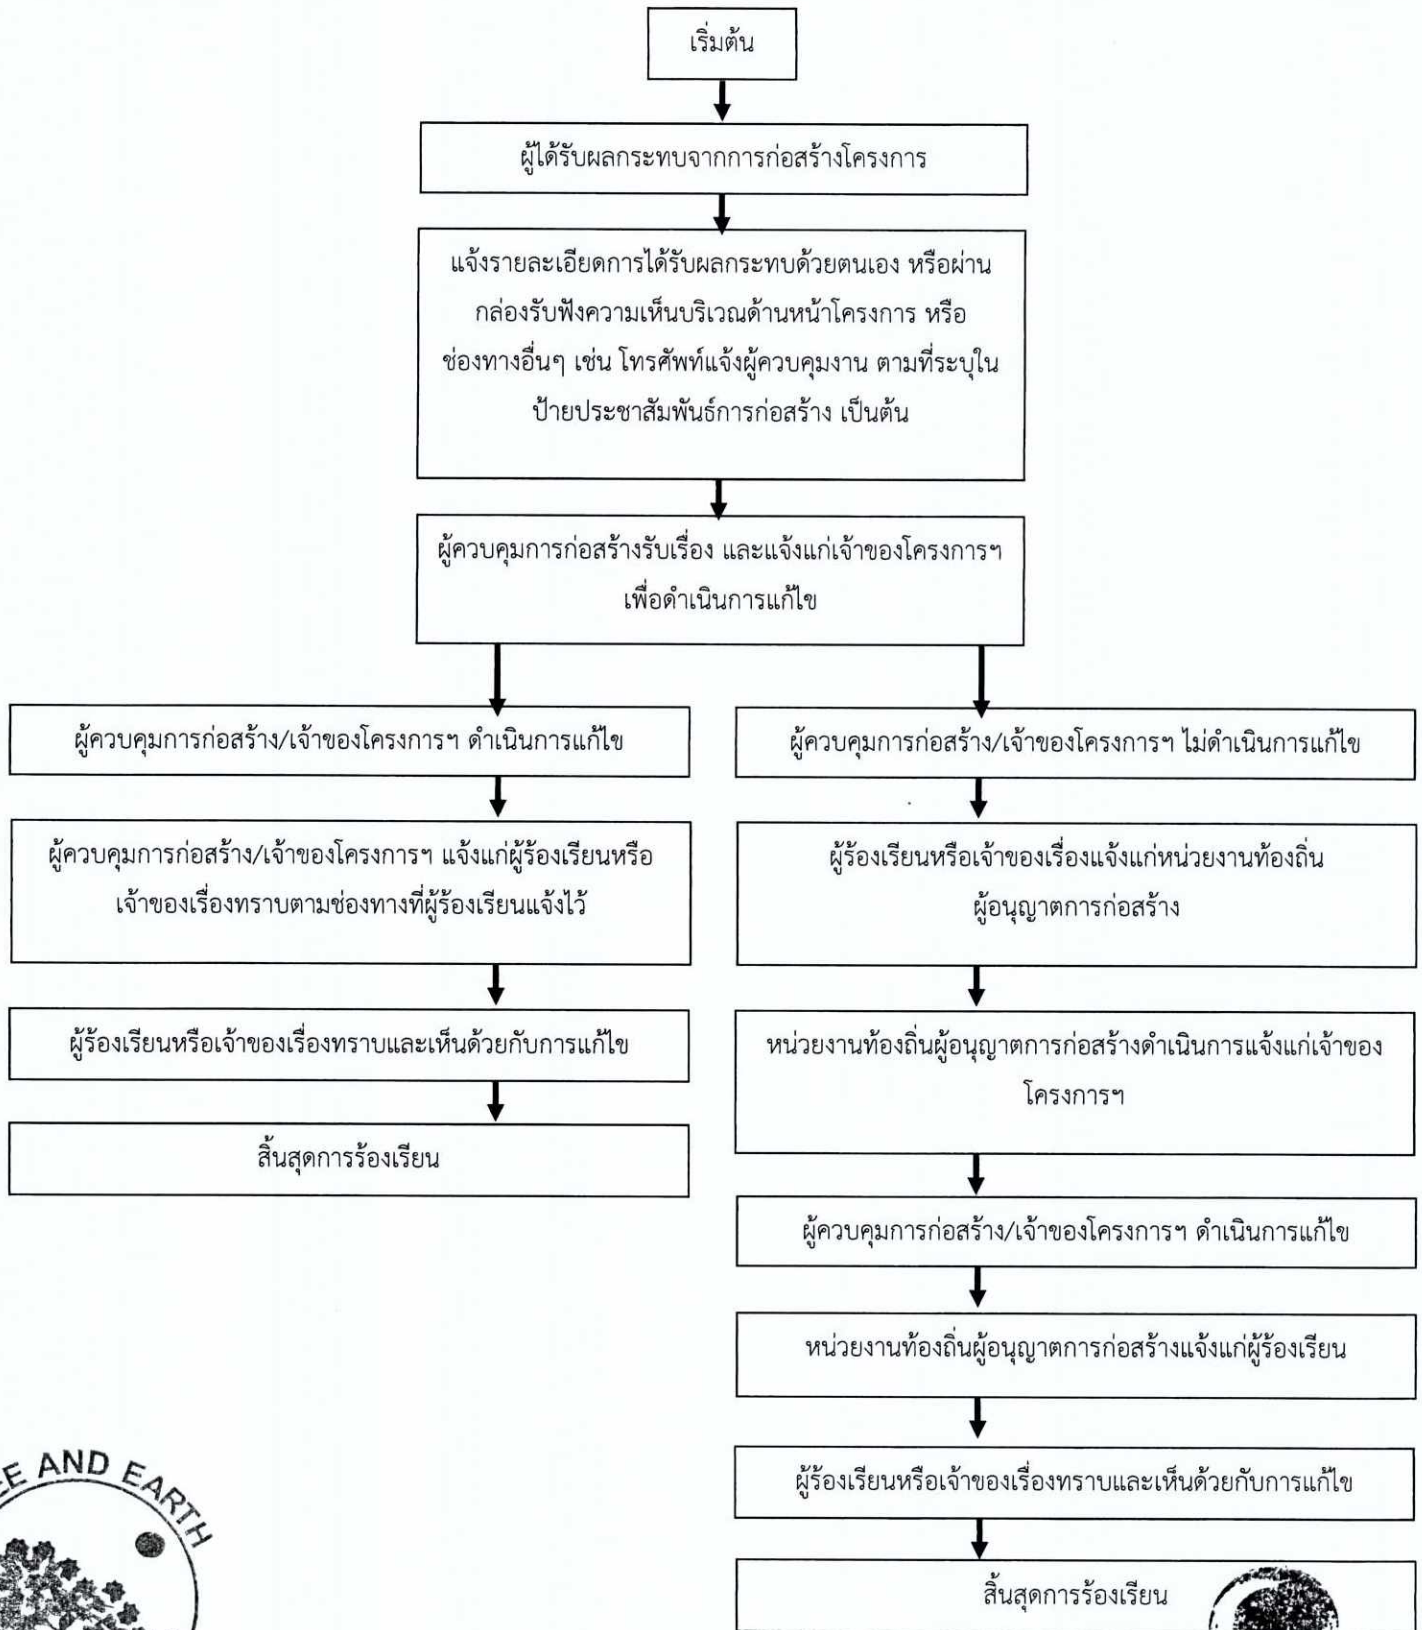 เริ่มต้น
ผู้ได้รับผลกระทบจากการก่อสร้างโครงการ
แจ้งรายละเอียดการได้รับผลกระทบด้วยตนเอง หรือผ่าน
กล่องรับฟังความเห็นบริเวณด้านหน้าโครงการ หรือ
ช่องทางอื่นๆ เช่น โทรศัพท์แจ้งผู้ควบคุมงาน ตามที่ระบุใน
ป้ายประชาสัมพันธ์การก่อสร้าง เป็นต้น
ผู้ควบคุมการก่อสร้างรับเรื่อง และแจ้งแก่เจ้าของโครงการฯ
เพื่อดำเนินการแก้ไข
ผู้ควบคุมการก่อสร้าง/เจ้าของโครงการฯ ดำเนินการแก้ไข
ผู้ควบคุมการก่อสร้าง/เจ้าของโครงการฯ แจ้งแก่ผู้ร้องเรียนหรือ
เจ้าของเรื่องทราบตามช่องทางที่ผู้ร้องเรียนแจ้งไว้
ผู้ร้องเรียนหรือเจ้าของเรื่องทราบและเห็นด้วยกับการแก้ไข
สิ้นสุดการร้องเรียน
ผู้ควบคุมการก่อสร้าง/เจ้าของโครงการฯ ไม่ดำเนินการแก้ไข
ผู้ร้องเรียนหรือเจ้าของเรื่องแจ้งแก่หน่วยงานท้องถิ่น
ผู้อนุญาตการก่อสร้าง
หน่วยงานท้องถิ่นผู้อนุญาตการก่อสร้างดำเนินการแจ้งแก่เจ้าของ
โครงการฯ
ผู้ควบคุมการก่อสร้าง/เจ้าของโครงการฯ ดำเนินการแก้ไข
หน่วยงานท้องถิ่นผู้อนุญาตการก่อสร้างแจ้งแก่ผู้ร้องเรียน
ผู้ร้องเรียนหรือเจ้าของเรื่องทราบและเห็นด้วยกับการแก้ไข
สิ้นสุดการร้องเรียน
AND EARTH